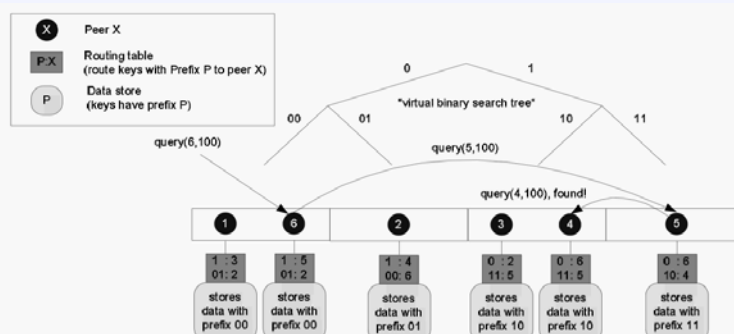 X Peer X
P:X Routing table
(route keys with Prefix P to peer X)
P Data store
(keys have prefix P)
0 1
"virtual binary search tree"
00 01 10 11
query(6,100)
query(5,100)
query(4,100), found!
1 6 2 3 4 5
1 : 3
01: 2
1 : 5
01: 2
1 : 4
00: 6
0 : 2
11: 5
0 : 6
11: 5
0 : 6
10: 4
stores
data with
prefix 00
stores
data with
prefix 00
stores
data with
prefix 01
stores
data with
prefix 10
stores
data with
prefix 10
stores
data with
prefix 11